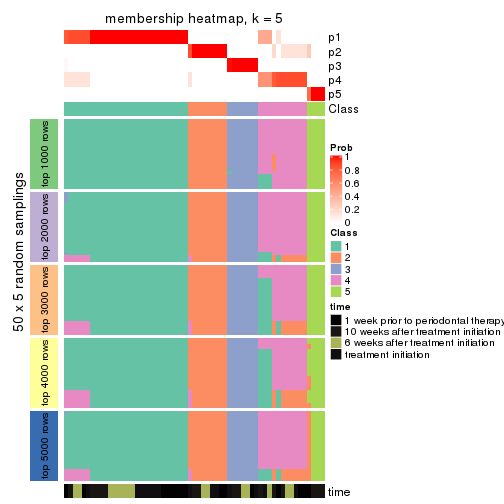 membership heatmap, k = 5
p1
p2
p3
p4
p5
Class
50 x 5 random samplings
top 1000 rows
top 2000 rows
top 3000 rows
top 4000 rows
top 5000 rows
time
Prob
1
0.8
0.6
0.4
0.2
0
Class
1
2
3
4
5
time
1 week prior to periodontal therapy
10 weeks after treatment initiation
6 weeks after treatment initiation
treatment initiation